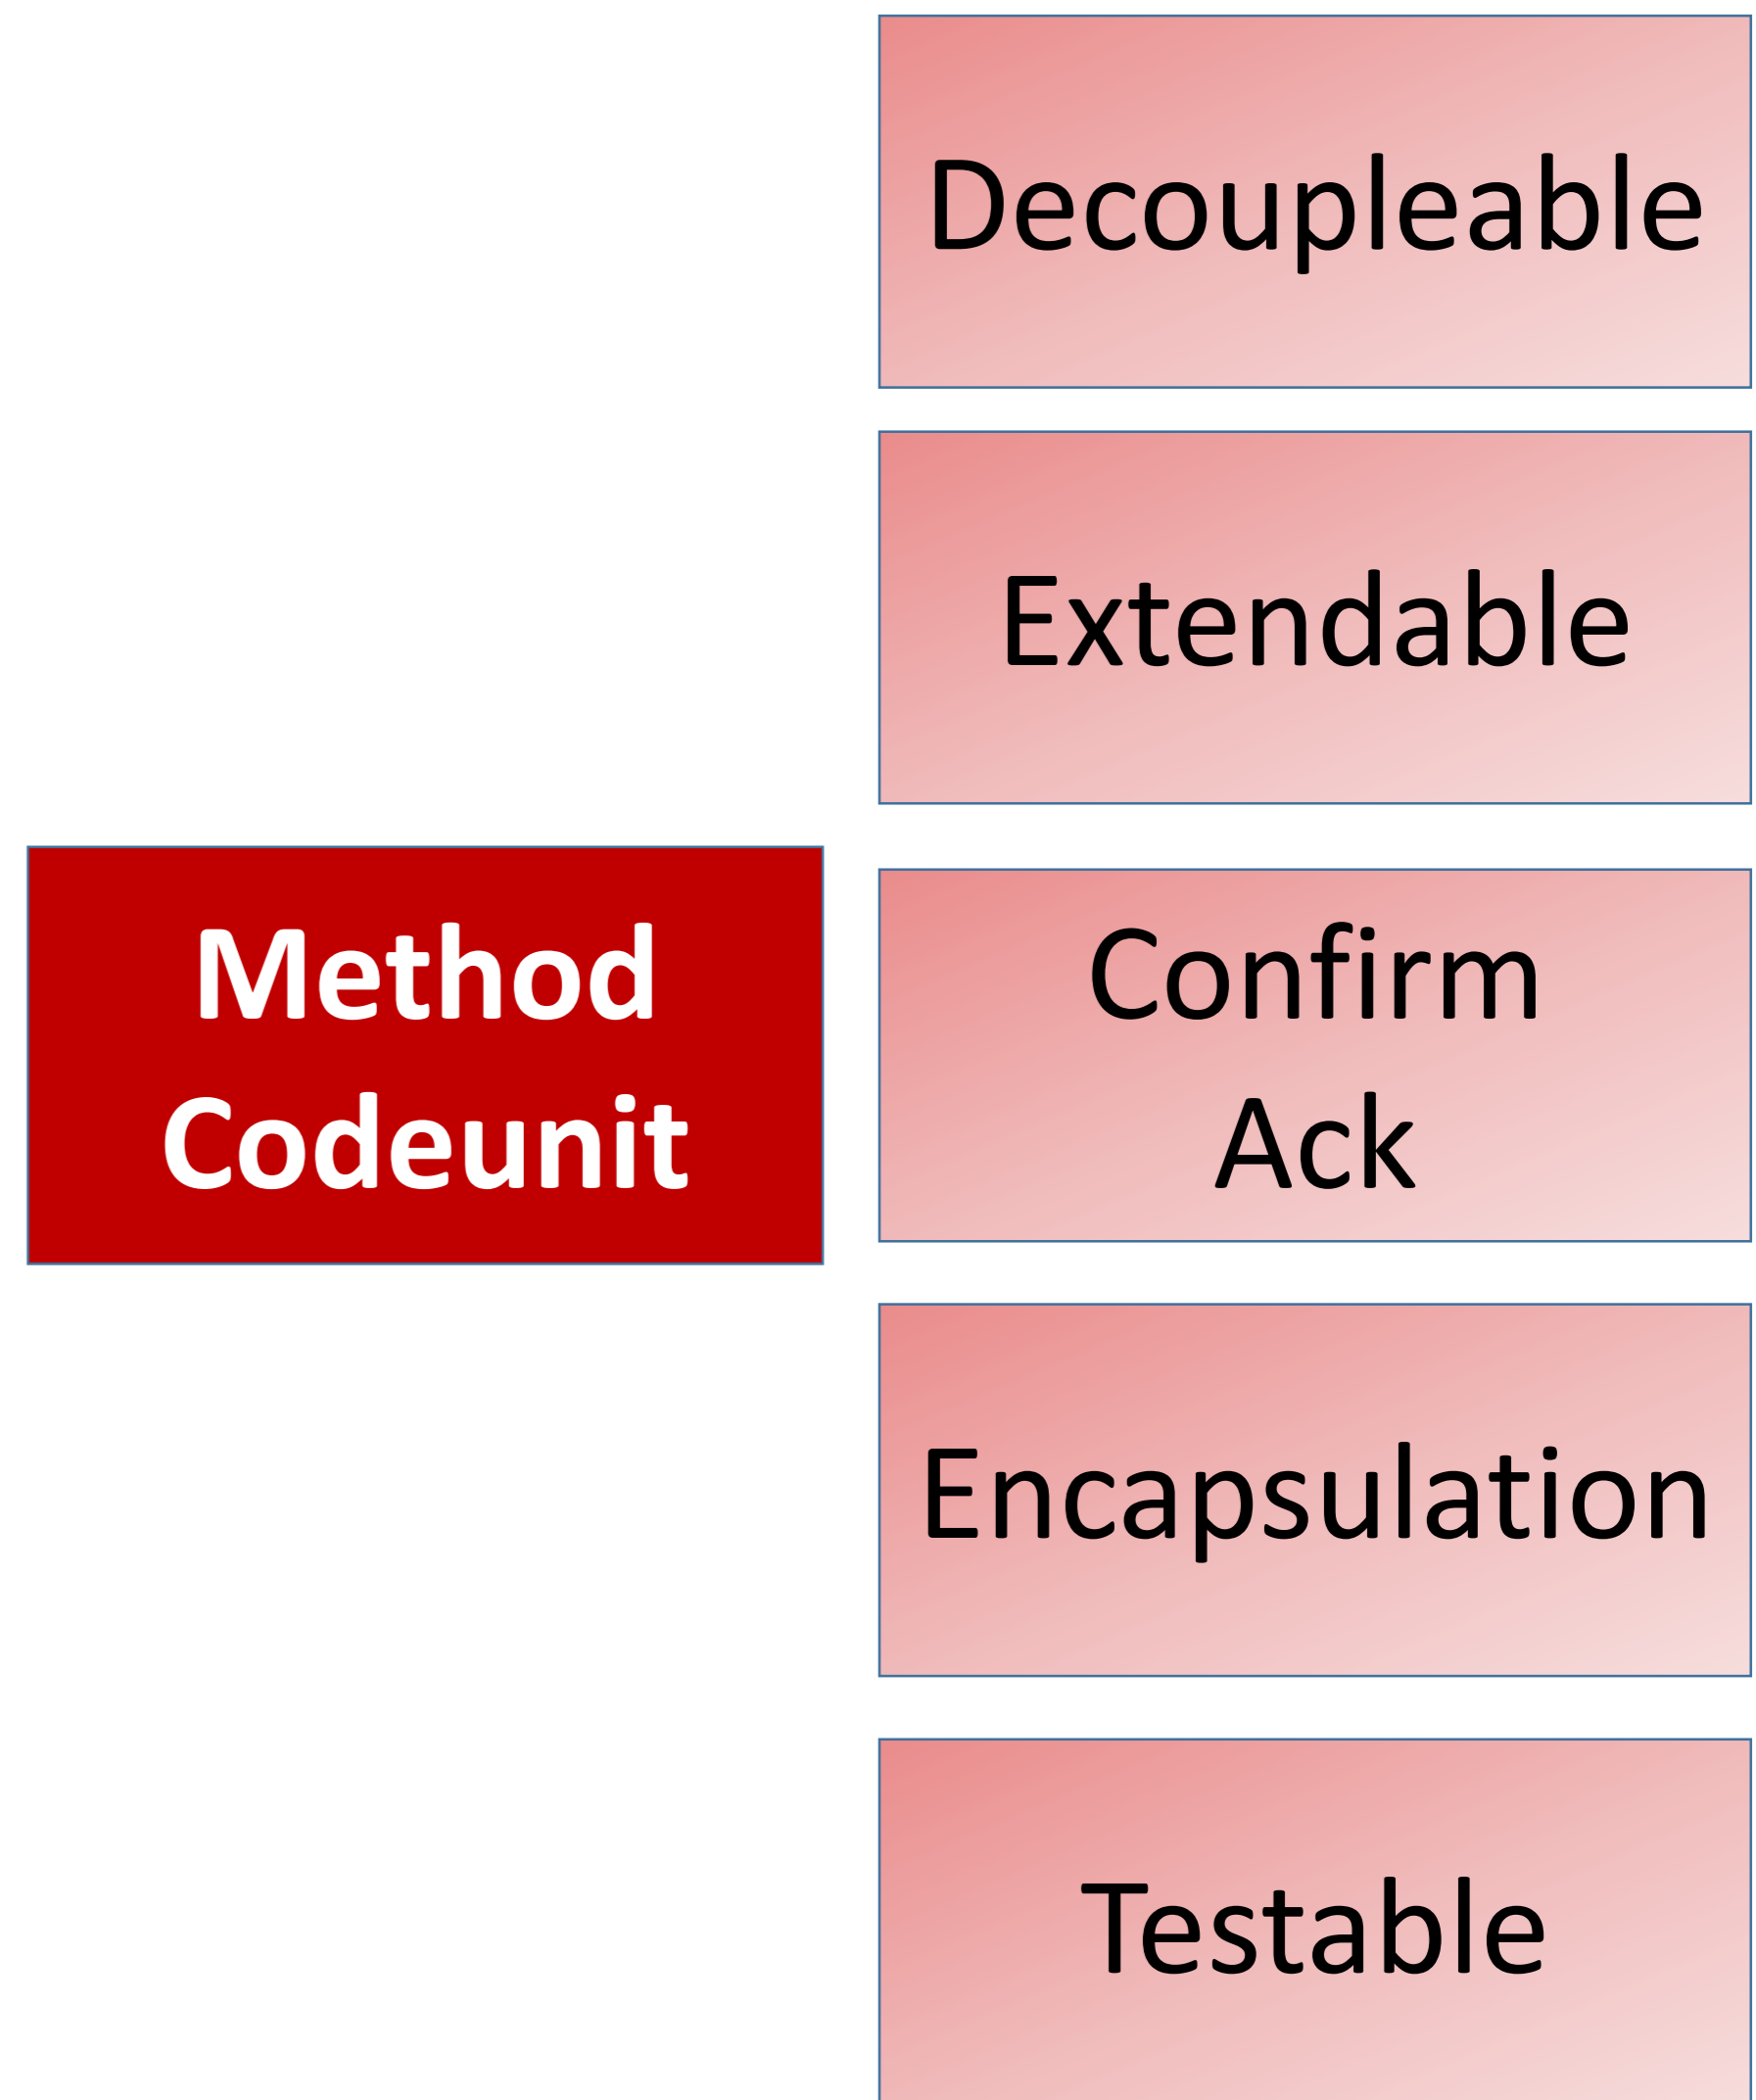 Decoupleable
Extendable
Method
Codeunit
Confirm
Ack
Encapsulation
Testable